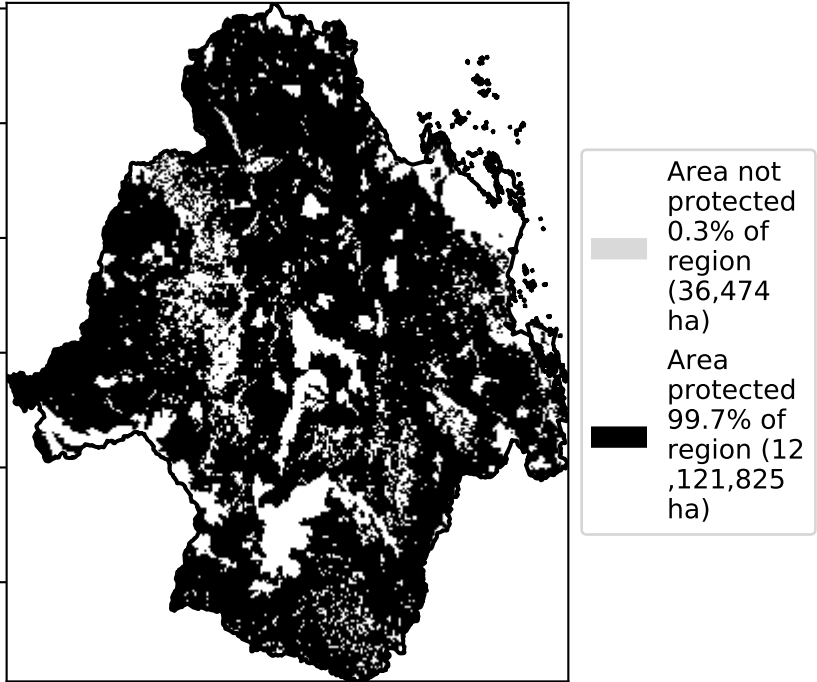 Area not
protected
0.3% of
region
(36,474
ha)
Area
protected
99.7% of
region (12
,121,825
ha)